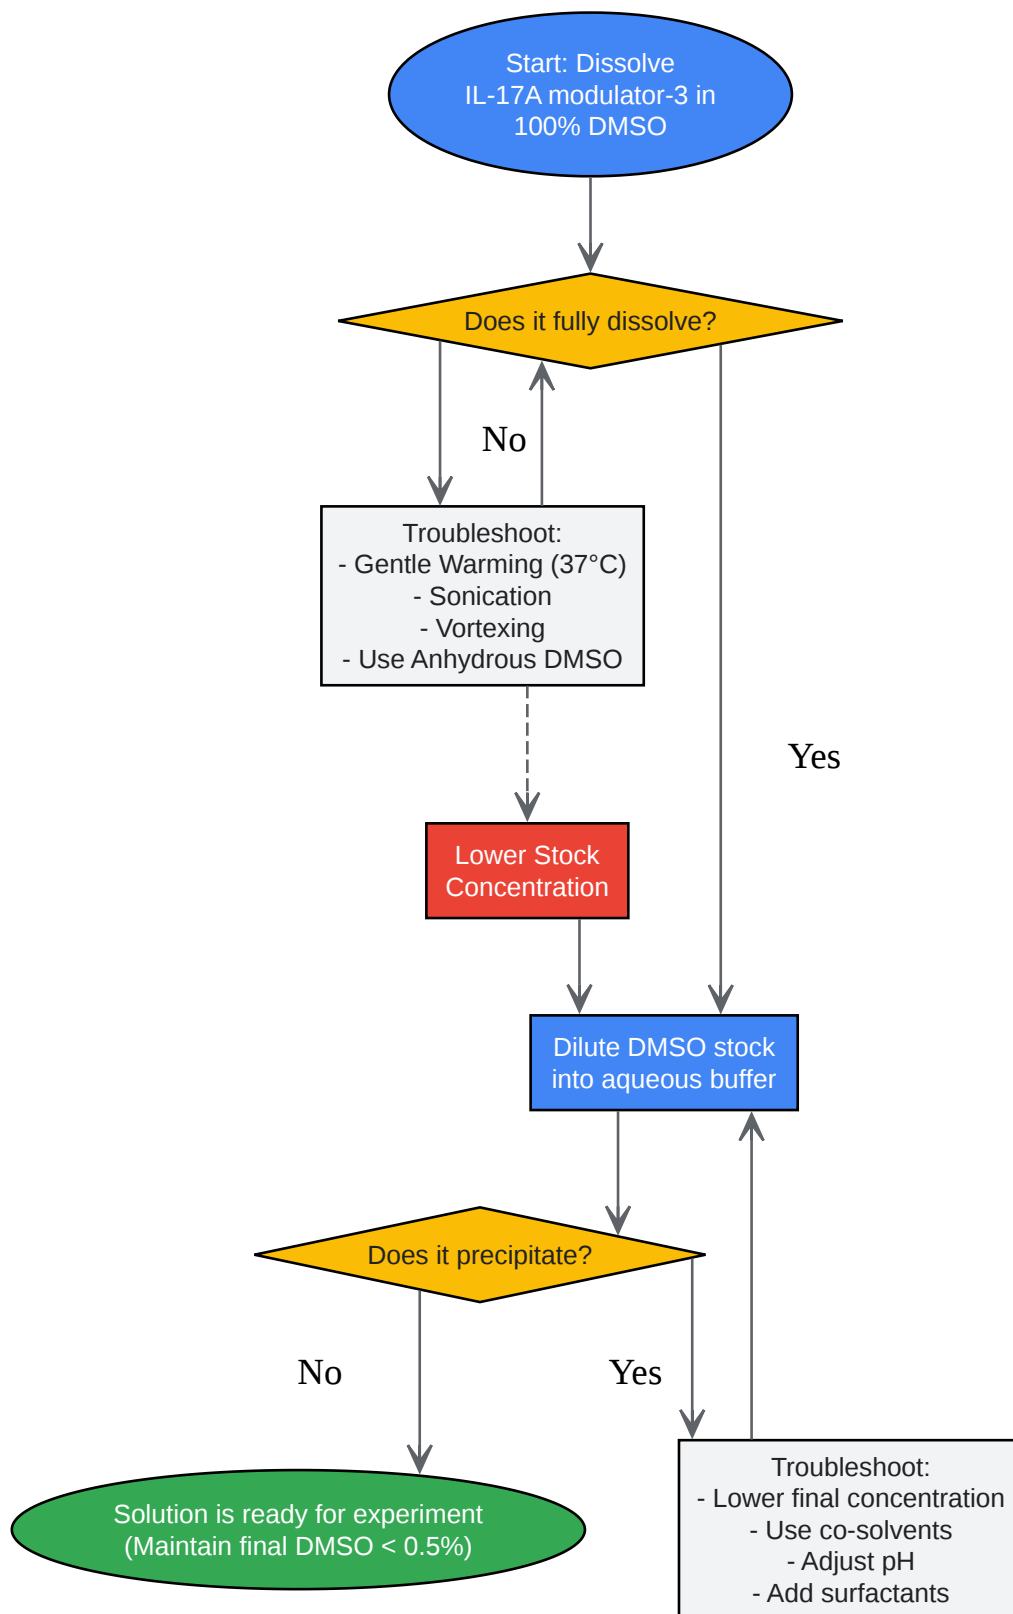 Start: Dissolve
IL-17A modulator-3 in
100% DMSO
Does it fully dissolve?
No
Troubleshoot:
- Gentle Warming (37°C)
- Sonication
- Vortexing
- Use Anhydrous DMSO
Yes
Lower Stock
Concentration
Dilute DMSO stock
into aqueous buffer
Does it precipitate?
No
Yes
Solution is ready for experiment
(Maintain final DMSO < 0.5%)
Troubleshoot:
- Lower final concentration
- Use co-solvents
- Adjust pH
- Add surfactants